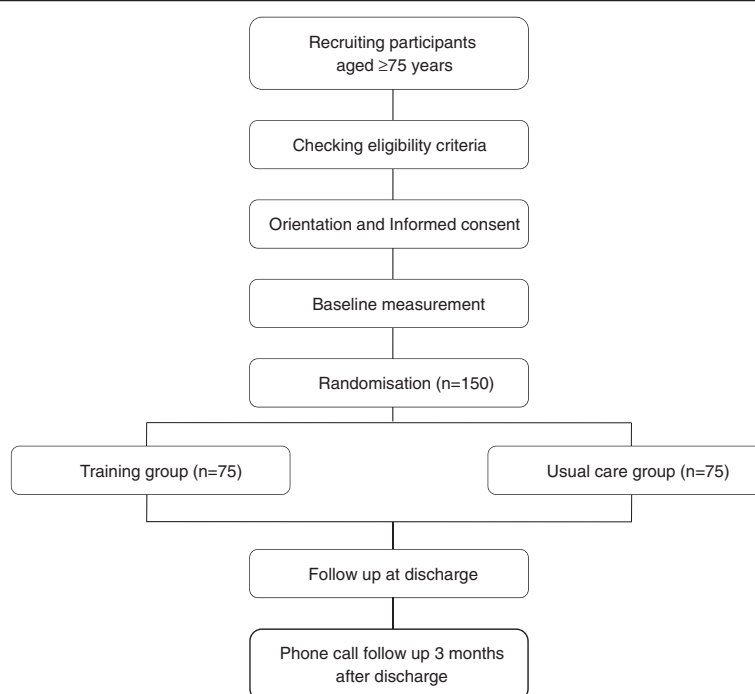 Recruiting participants
aged ≥75 years
Checking eligibility criteria
Orientation and Informed consent
Baseline measurement
Randomisation (n=150)
Training group (n=75)
Usual care group (n=75)
Follow up at discharge
Phone call follow up 3 months
after discharge